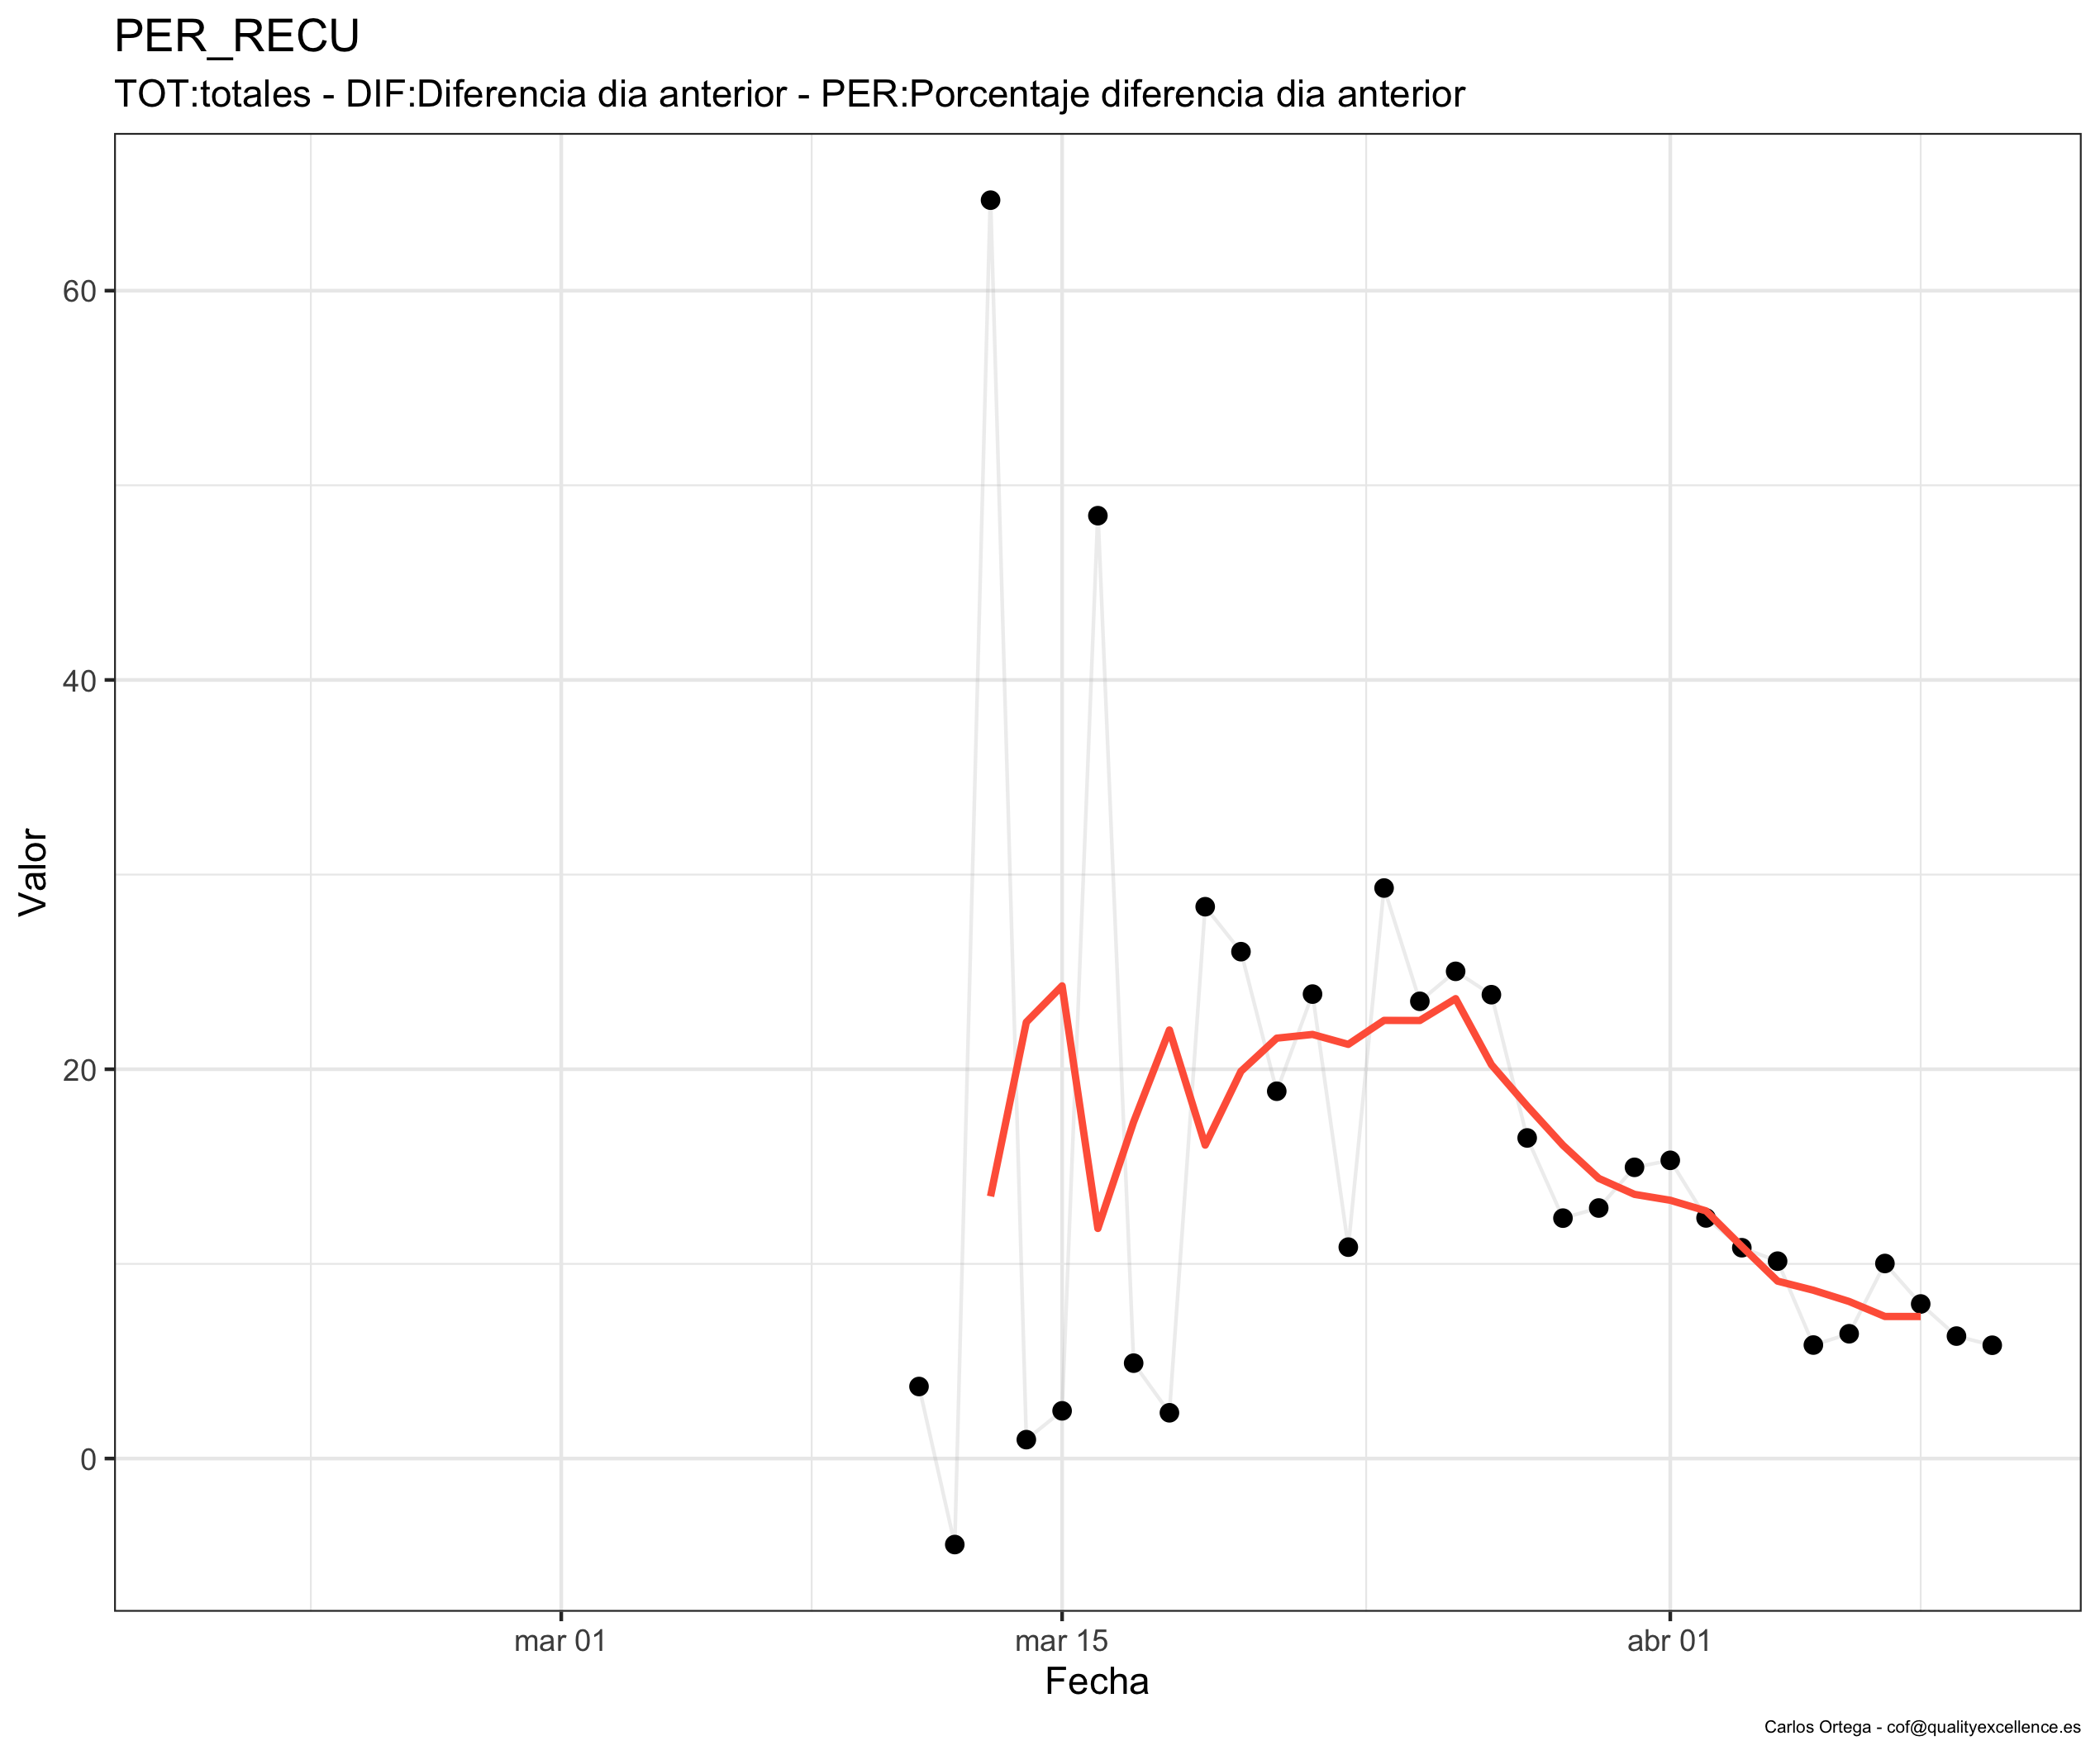 PER_RECU
TOT:totales - DIF:Diferencia dia anterior - PER:Porcentaje diferencia dia anterior
60
40
20
0
Valor
mar 01
mar 15
abr 01
Fecha
Carlos Ortega - cof@qualityexcellence.es